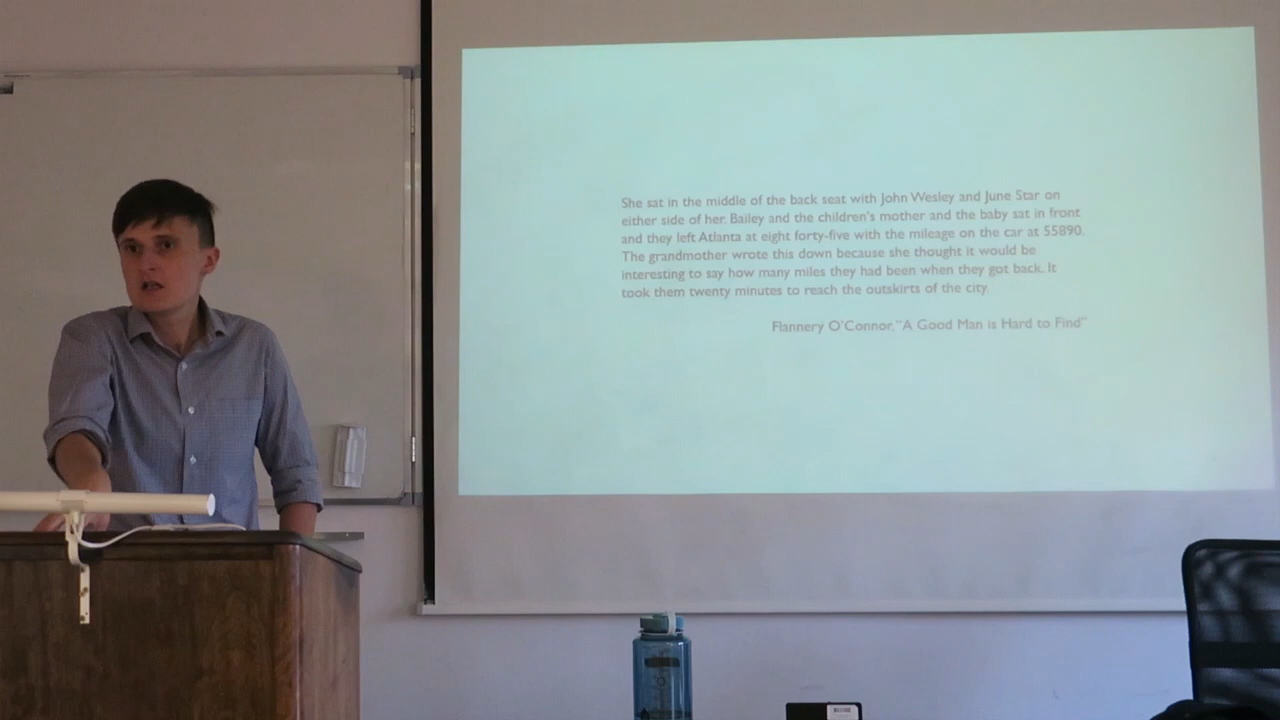 She sat in the middle of the back seat with John Wesley and June Star on
either side of her. Bailey and the children's mother and the baby sat in front
and they left Atlanta at eight forty-five with the mileage on the car at 55890.
The grandmother wrote this down because she thought it would be
interesting to say how many miles they had been when they got back. It
took them twenty minutes to reach the outskirts of the city.
Flannery O'Connor, "A Good Man is Hard to Find"